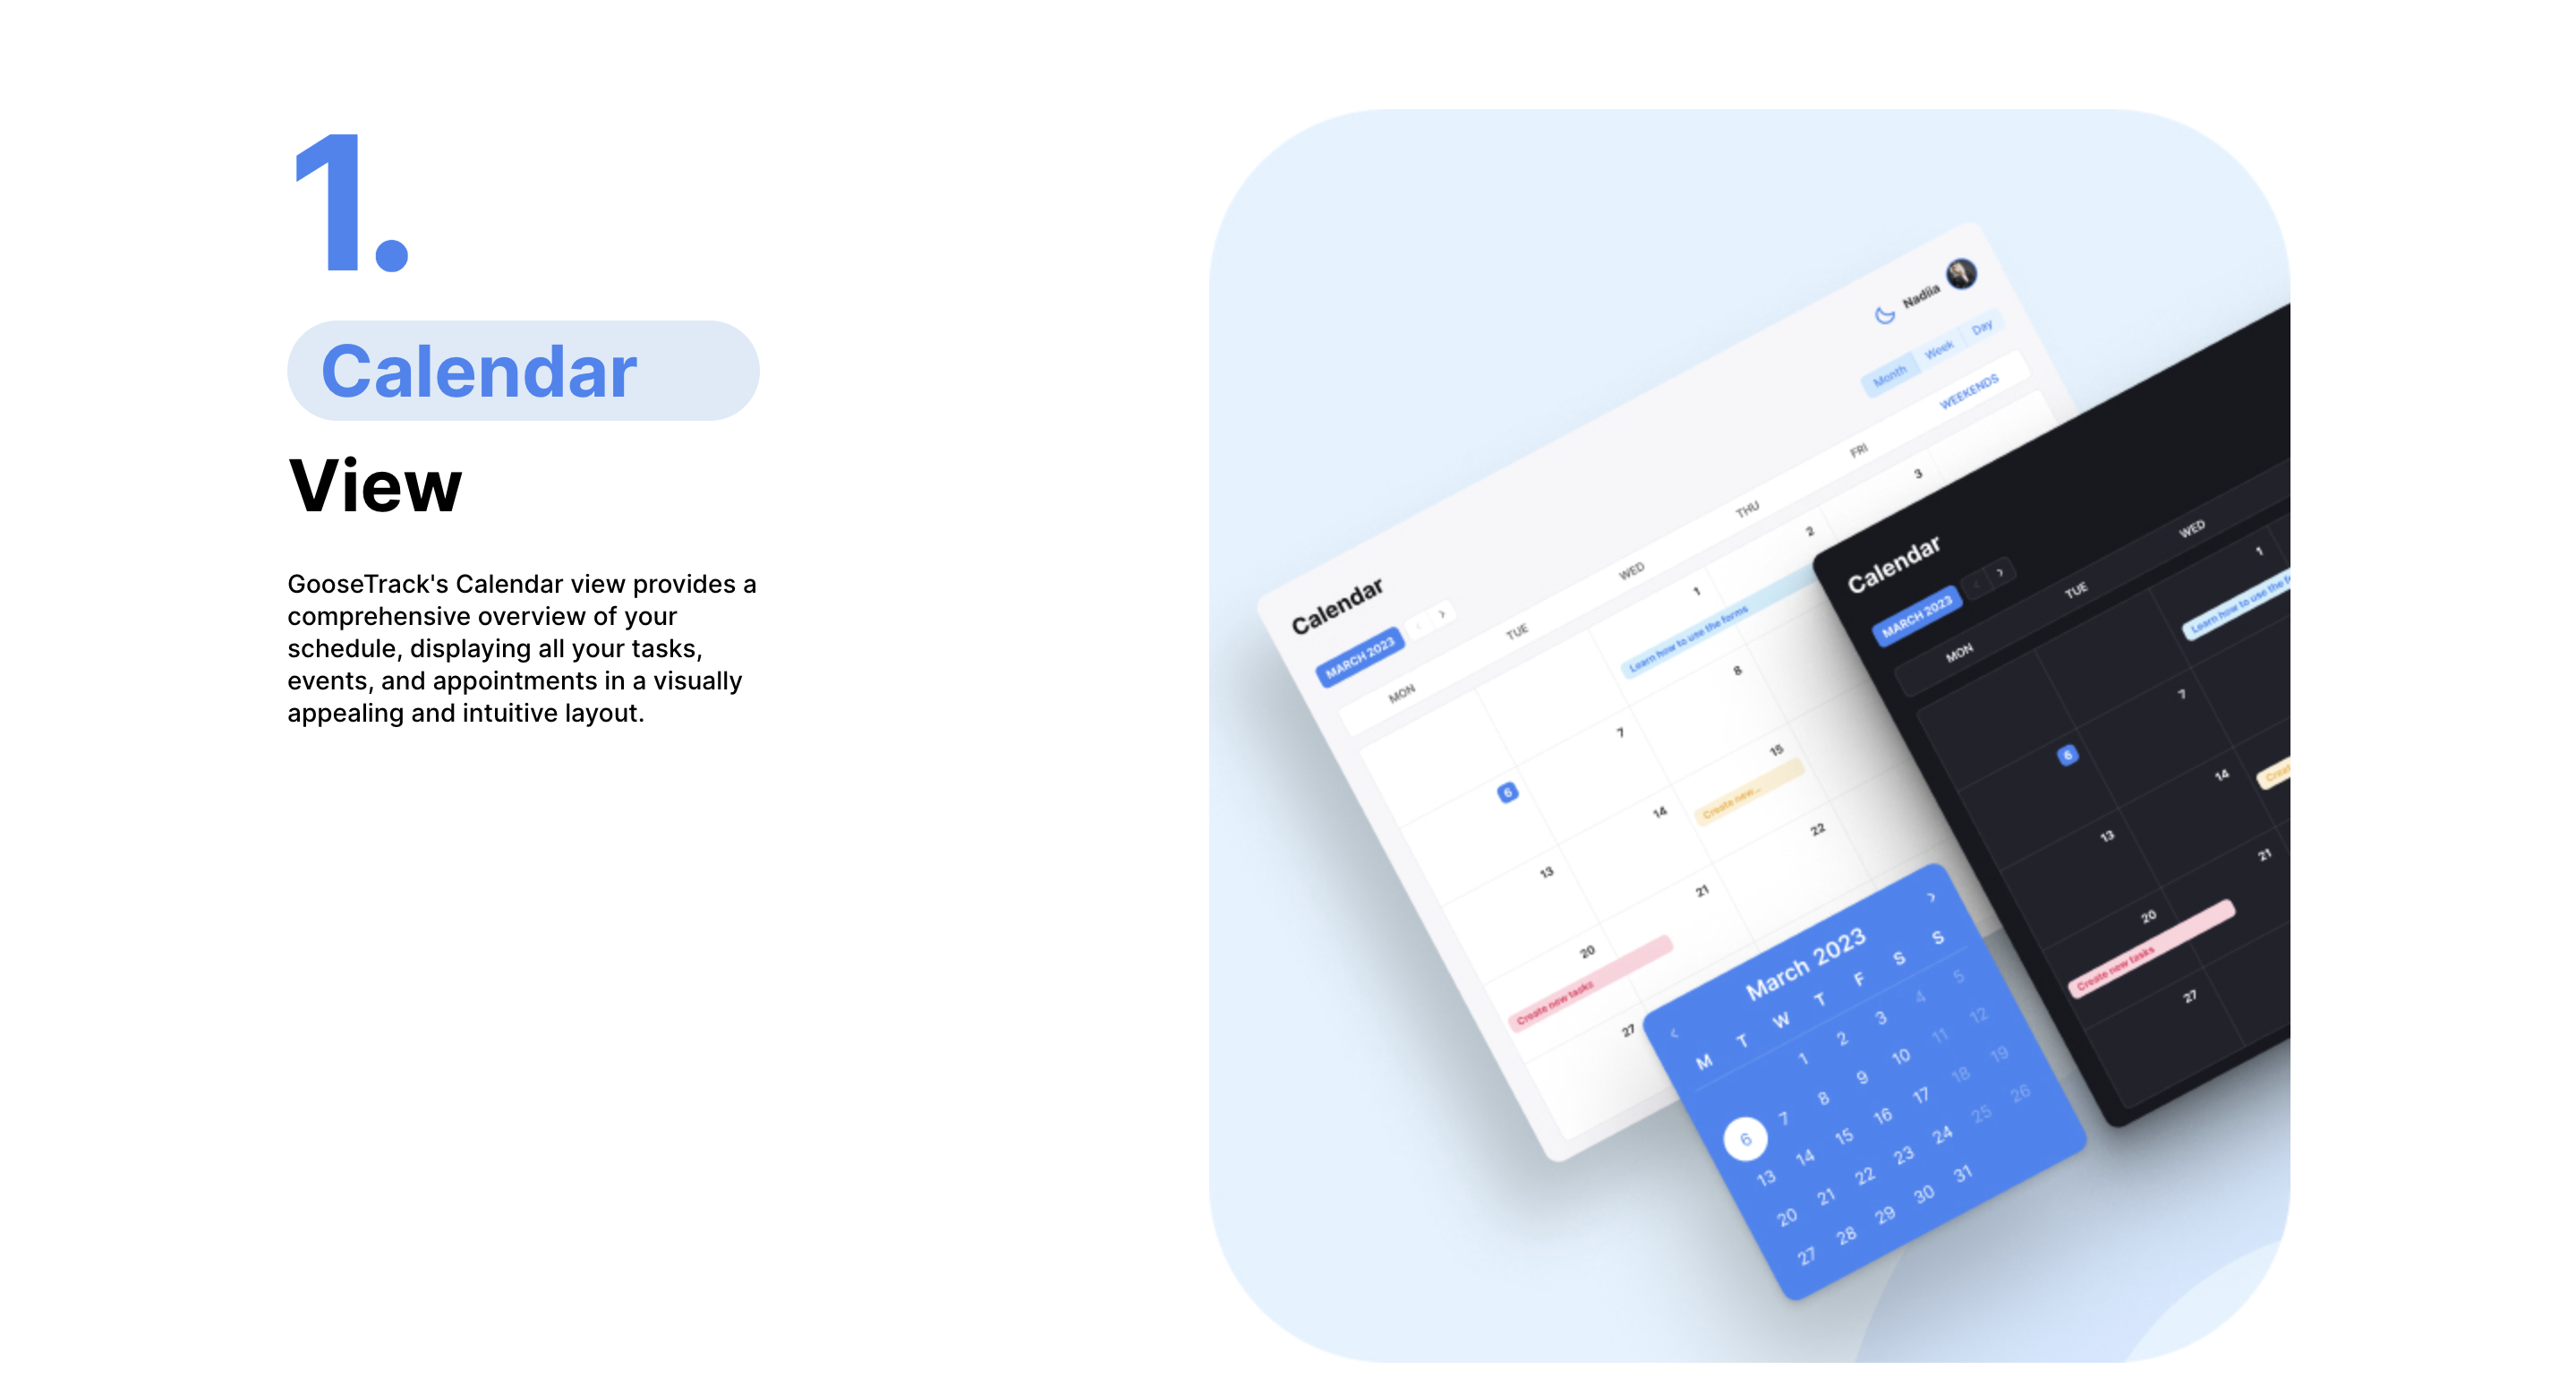 1.
Calendar
View
GooseTrack's Calendar view provides a
comprehensive overview of your
schedule, displaying all your tasks,
events, and appointments in a visually
appealing and intuitive layout.
Nadiia
Month Week Day
Calendar
MARCH 2023
MON TUE WED THU FRI WEEKENDS
1 2 3
Learn how to use the forms
6 7 8
13 14 15
Create new...
20 21 22
Create new tasks
27
Calendar
MARCH 2023
MON TUE WED
1
Learn how to use the
6 7
13 14
20 21
Create new tasks
27
March 2023
M T W T F S S
1 2 3 4 5
6 7 8 9 10 11 12
13 14 15 16 17 18 19
20 21 22 23 24 25 26
27 28 29 30 31